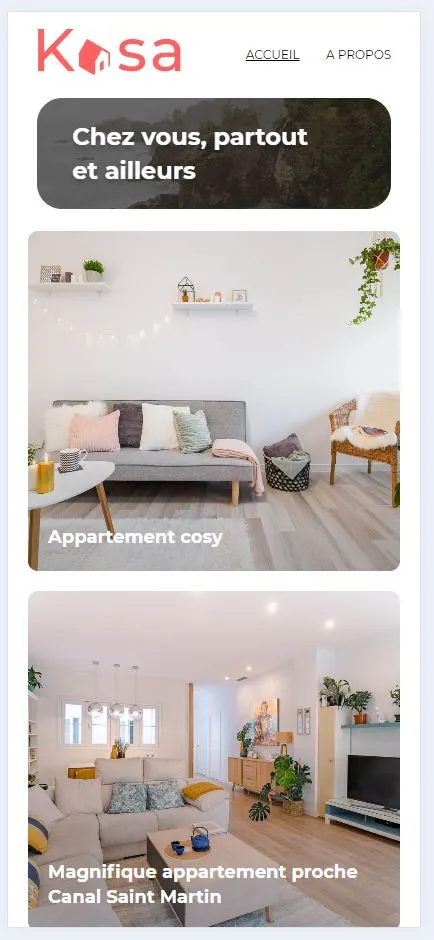 Kasa
ACCUEIL
A PROPOS
Chez vous, partout
et ailleurs
Appartement cosy
Magnifique appartement proche
Canal Saint Martin